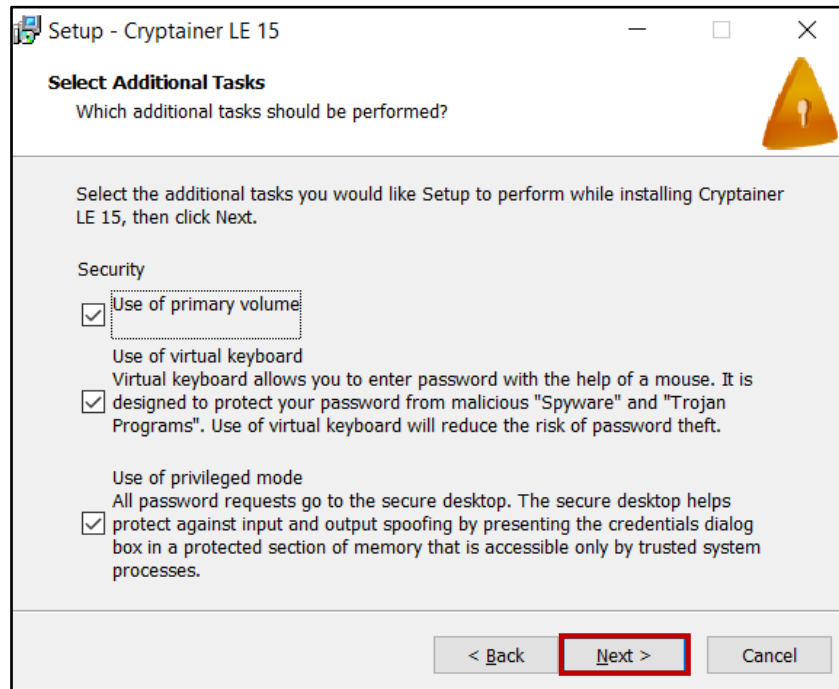 Setup - Cryptainer LE 15
Select Additional Tasks
Which additional tasks should be performed?
Select the additional tasks you would like Setup to perform while installing Cryptainer
LE 15, then click Next.
Security
Use of primary volume
Use of virtual keyboard
Virtual keyboard allows you to enter password with the help of a mouse. It is
designed to protect your password from malicious "Spyware" and "Trojan
Programs". Use of virtual keyboard will reduce the risk of password theft.
Use of privileged mode
All password requests go to the secure desktop. The secure desktop helps
protect against input and output spoofing by presenting the credentials dialog
box in a protected section of memory that is accessible only by trusted system
processes.
< Back Next > Cancel